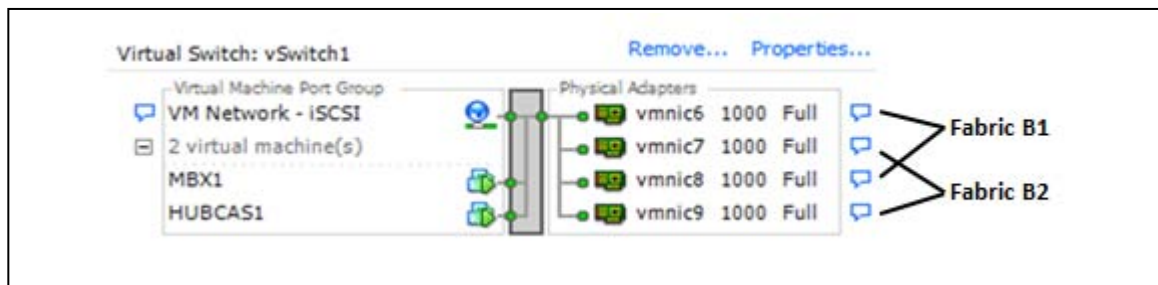 Virtual Switch: vSwitch1 Remove... Properties...
Virtual Machine Port Group Physical Adapters
VM Network - iSCSI vmnic6 1000 Full
2 virtual machine(s) vmnic7 1000 Full
MBX1 vmnic8 1000 Full
HUBCAS1 vmnic9 1000 Full
Fabric B1
Fabric B2